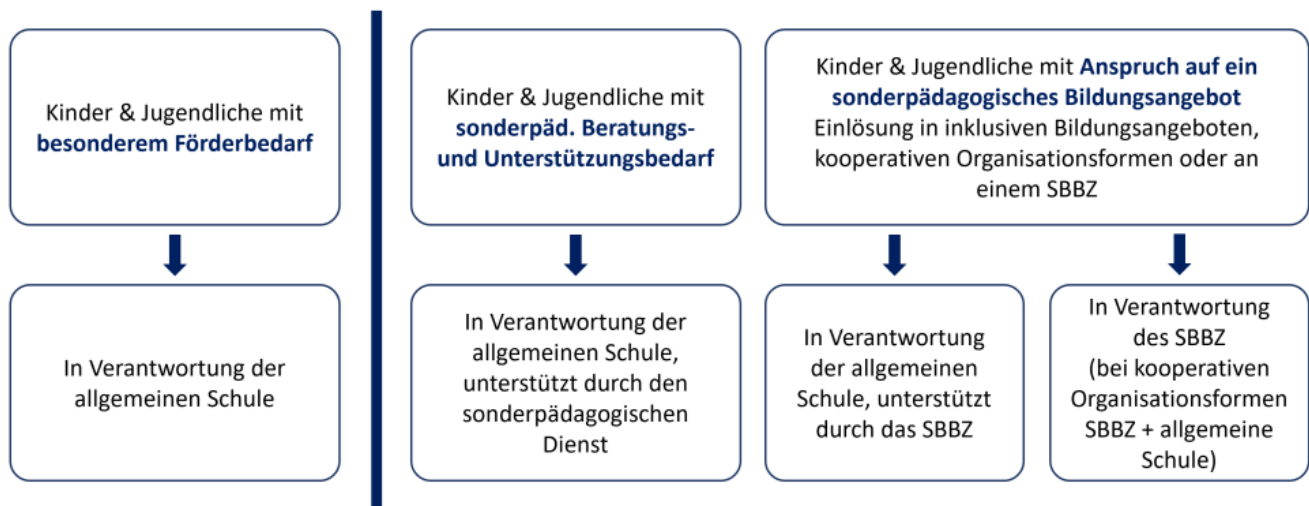 Kinder & Jugendliche mit
besonderem Förderbedarf
Kinder & Jugendliche mit
sonderpäd. Beratungs-
und Unterstützungsbedarf
Kinder & Jugendliche mit Anspruch auf ein
sonderpädagogisches Bildungsangebot
Einlösung in inklusiven Bildungsangeboten,
kooperativen Organisationsformen oder an
einem SBBZ
In Verantwortung der
allgemeinen Schule
In Verantwortung der
allgemeinen Schule,
unterstützt durch den
sonderpädagogischen
Dienst
In Verantwortung
der allgemeinen
Schule, unterstützt
durch das SBBZ
In Verantwortung
des SBBZ
(bei kooperativen
Organisationsformen
SBBZ + allgemeine
Schule)